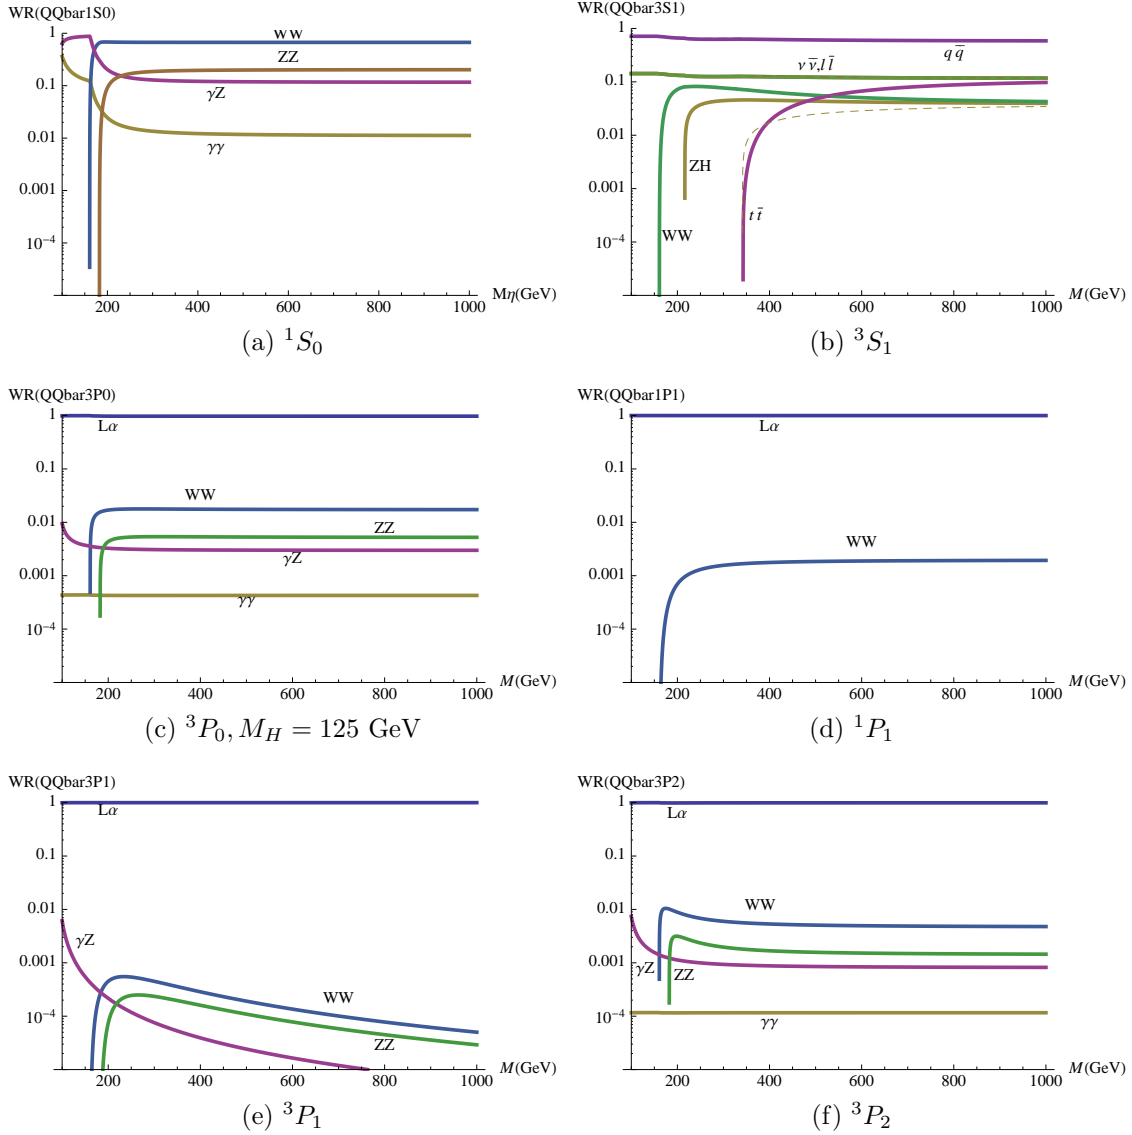 WR(QQbar1S0)
1
0.1
0.01
0.001
10⁻⁴
WW
ZZ
γZ
γγ
200 400 600 800 1000
Mη(GeV)
(a) ¹S₀
WR(QQbar3S1)
1
0.1
0.01
0.001
10⁻⁴
q q̄
ν ν̄,l l̄
ZH
t t̄
WW
200 400 600 800 1000
M(GeV)
(b) ³S₁
WR(QQbar3P0)
1
0.1
0.01
0.001
10⁻⁴
Lα
WW
ZZ
γZ
γγ
200 400 600 800 1000
M(GeV)
(c) ³P₀, M_H = 125 GeV
WR(QQbar1P1)
1
0.1
0.01
0.001
10⁻⁴
Lα
WW
200 400 600 800 1000
M(GeV)
(d) ¹P₁
WR(QQbar3P1)
1
0.1
0.01
0.001
10⁻⁴
Lα
γZ
WW
ZZ
200 400 600 800 1000
M(GeV)
(e) ³P₁
WR(QQbar3P2)
1
0.1
0.01
0.001
10⁻⁴
Lα
WW
γZ
ZZ
γγ
200 400 600 800 1000
M(GeV)
(f) ³P₂